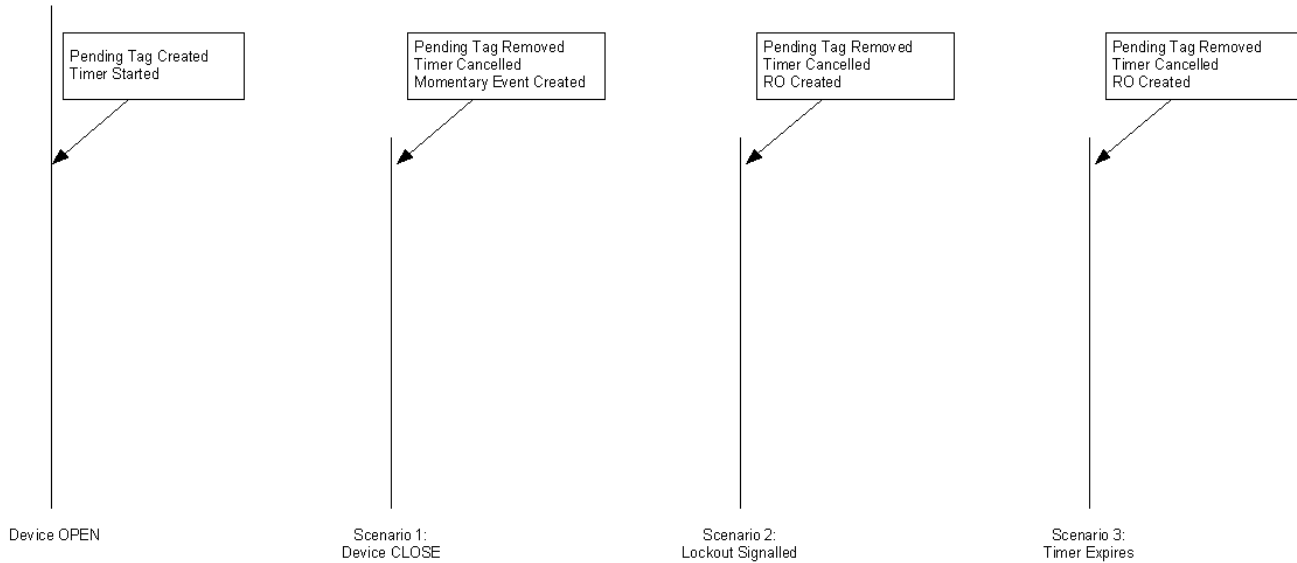 Pending Tag Created
Timer Started
Pending Tag Removed
Timer Cancelled
Momentary Event Created
Pending Tag Removed
Timer Cancelled
RO Created
Pending Tag Removed
Timer Cancelled
RO Created
Device OPEN
Scenario 1:
Device CLOSE
Scenario 2:
Lockout Signalled
Scenario 3:
Timer Expires